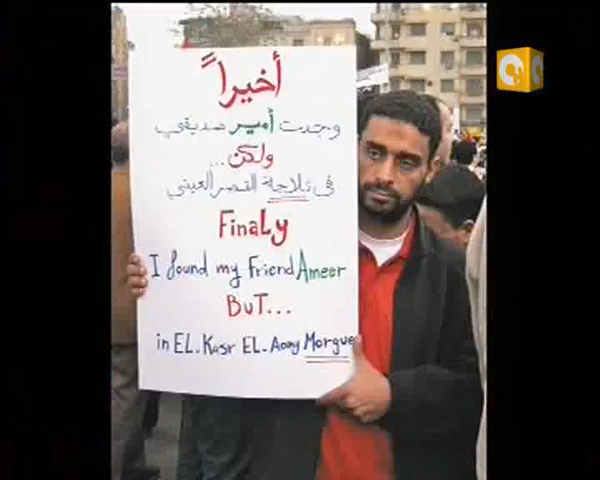 أخيراً
وجدت أمير صديقي
ولكن...
في ثلاجة القصر العيني
FinaLy
I found my Friend Ameer
BuT...
in EL.Kasr EL.Aony Morgue